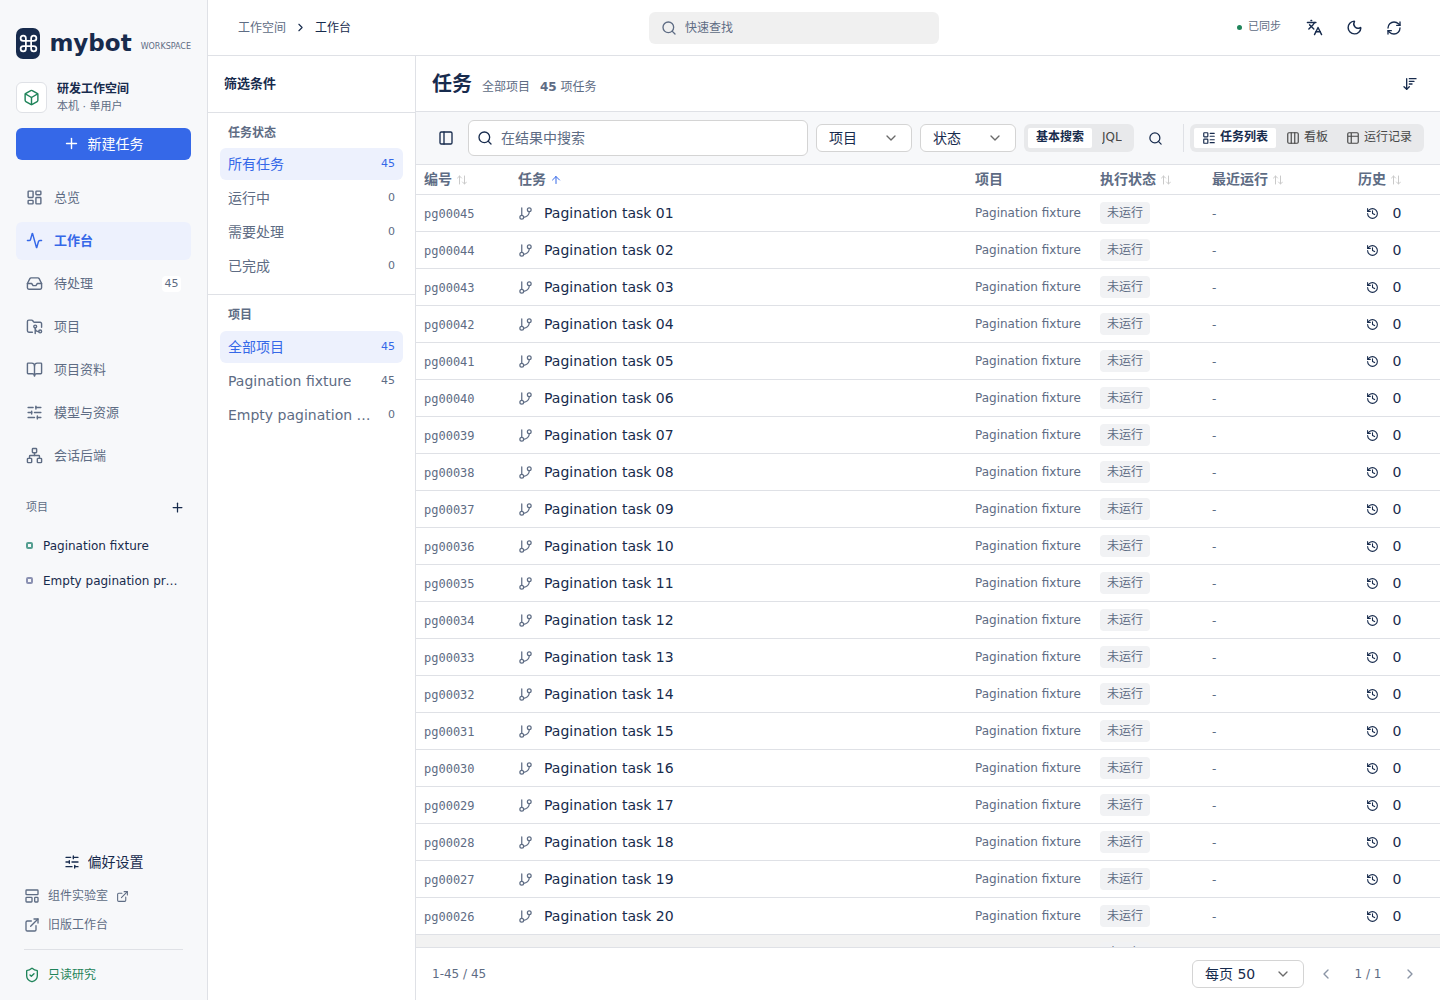 mybot WORKSPACE
研发工作空间
本机 · 单用户
新建任务
总览
工作台
待处理 45
项目
项目资料
模型与资源
会话后端
项目
Pagination fixture
Empty pagination pr…
偏好设置
组件实验室
旧版工作台
只读研究
工作空间 工作台
快速查找
已同步
筛选条件
任务状态
所有任务 45
运行中 0
需要处理 0
已完成 0
项目
全部项目 45
Pagination fixture 45
Empty pagination … 0
任务 全部项目 45 项任务
在结果中搜索 项目 状态 基本搜索 JQL 任务列表 看板 运行记录
编号 任务 项目 执行状态 最近运行 历史
pg00045 Pagination task 01 Pagination fixture 未运行 - 0
pg00044 Pagination task 02 Pagination fixture 未运行 - 0
pg00043 Pagination task 03 Pagination fixture 未运行 - 0
pg00042 Pagination task 04 Pagination fixture 未运行 - 0
pg00041 Pagination task 05 Pagination fixture 未运行 - 0
pg00040 Pagination task 06 Pagination fixture 未运行 - 0
pg00039 Pagination task 07 Pagination fixture 未运行 - 0
pg00038 Pagination task 08 Pagination fixture 未运行 - 0
pg00037 Pagination task 09 Pagination fixture 未运行 - 0
pg00036 Pagination task 10 Pagination fixture 未运行 - 0
pg00035 Pagination task 11 Pagination fixture 未运行 - 0
pg00034 Pagination task 12 Pagination fixture 未运行 - 0
pg00033 Pagination task 13 Pagination fixture 未运行 - 0
pg00032 Pagination task 14 Pagination fixture 未运行 - 0
pg00031 Pagination task 15 Pagination fixture 未运行 - 0
pg00030 Pagination task 16 Pagination fixture 未运行 - 0
pg00029 Pagination task 17 Pagination fixture 未运行 - 0
pg00028 Pagination task 18 Pagination fixture 未运行 - 0
pg00027 Pagination task 19 Pagination fixture 未运行 - 0
pg00026 Pagination task 20 Pagination fixture 未运行 - 0
1-45 / 45 每页 50 1 / 1